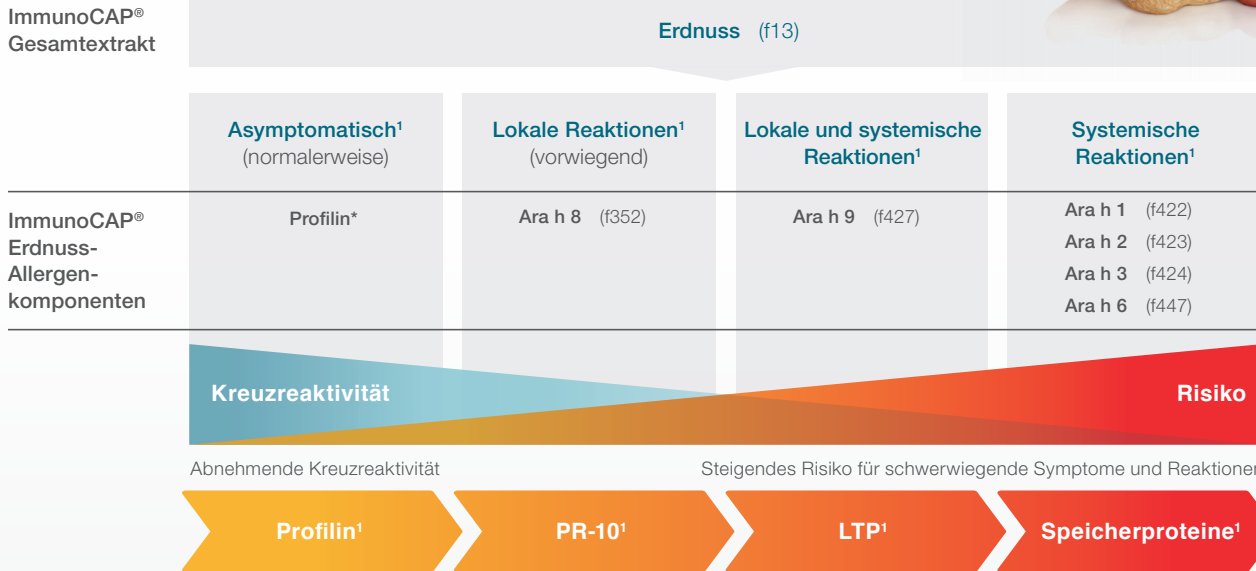 ImmunoCAP®
Gesamtextrakt
Erdnuss (f13)
Asymptomatisch¹
(normalerweise)
Lokale Reaktionen¹
(vorwiegend)
Lokale und systemische
Reaktionen¹
Systemische
Reaktionen¹
ImmunoCAP®
Erdnuss-
Allergen-
komponenten
Profilin*
Ara h 8 (f352)
Ara h 9 (f427)
Ara h 1 (f422)
Ara h 2 (f423)
Ara h 3 (f424)
Ara h 6 (f447)
Kreuzreaktivität
Risiko
Abnehmende Kreuzreaktivität
Steigendes Risiko für schwerwiegende Symptome und Reaktionen
Profilin¹
PR-10¹
LTP¹
Speicherproteine¹